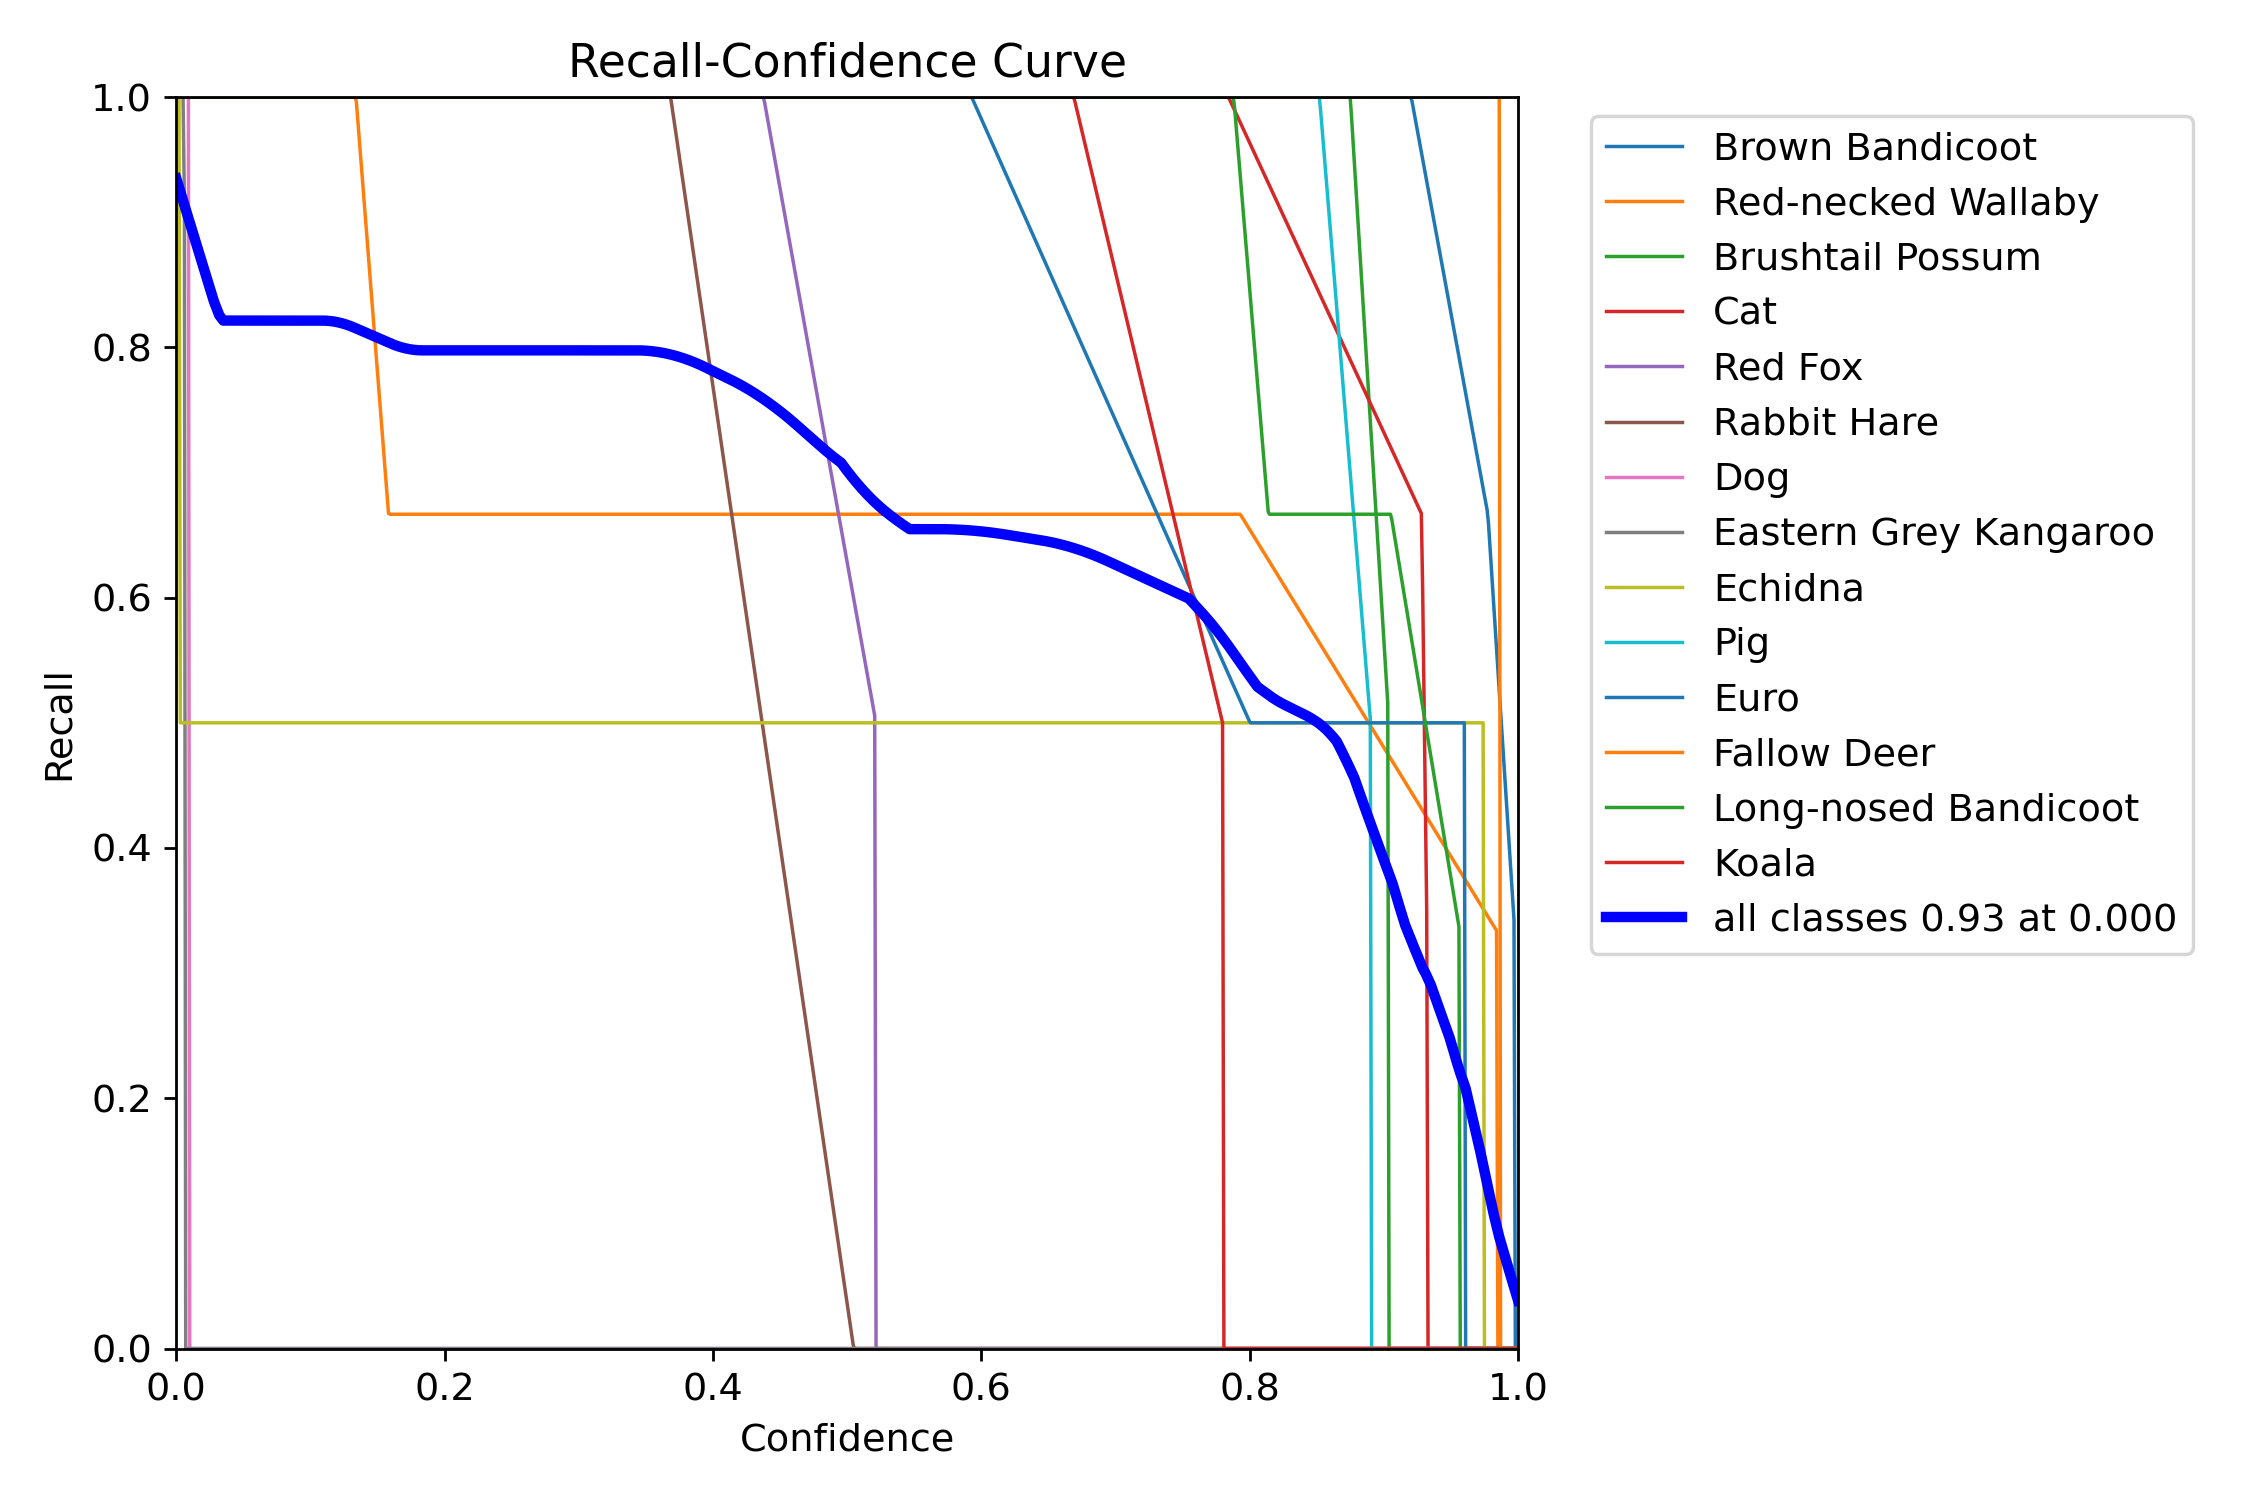 Recall-Confidence Curve
1.0
0.8
0.6
0.4
0.2
0.0
Recall
0.0 0.2 0.4 0.6 0.8 1.0
Confidence
Brown Bandicoot
Red-necked Wallaby
Brushtail Possum
Cat
Red Fox
Rabbit Hare
Dog
Eastern Grey Kangaroo
Echidna
Pig
Euro
Fallow Deer
Long-nosed Bandicoot
Koala
all classes 0.93 at 0.000